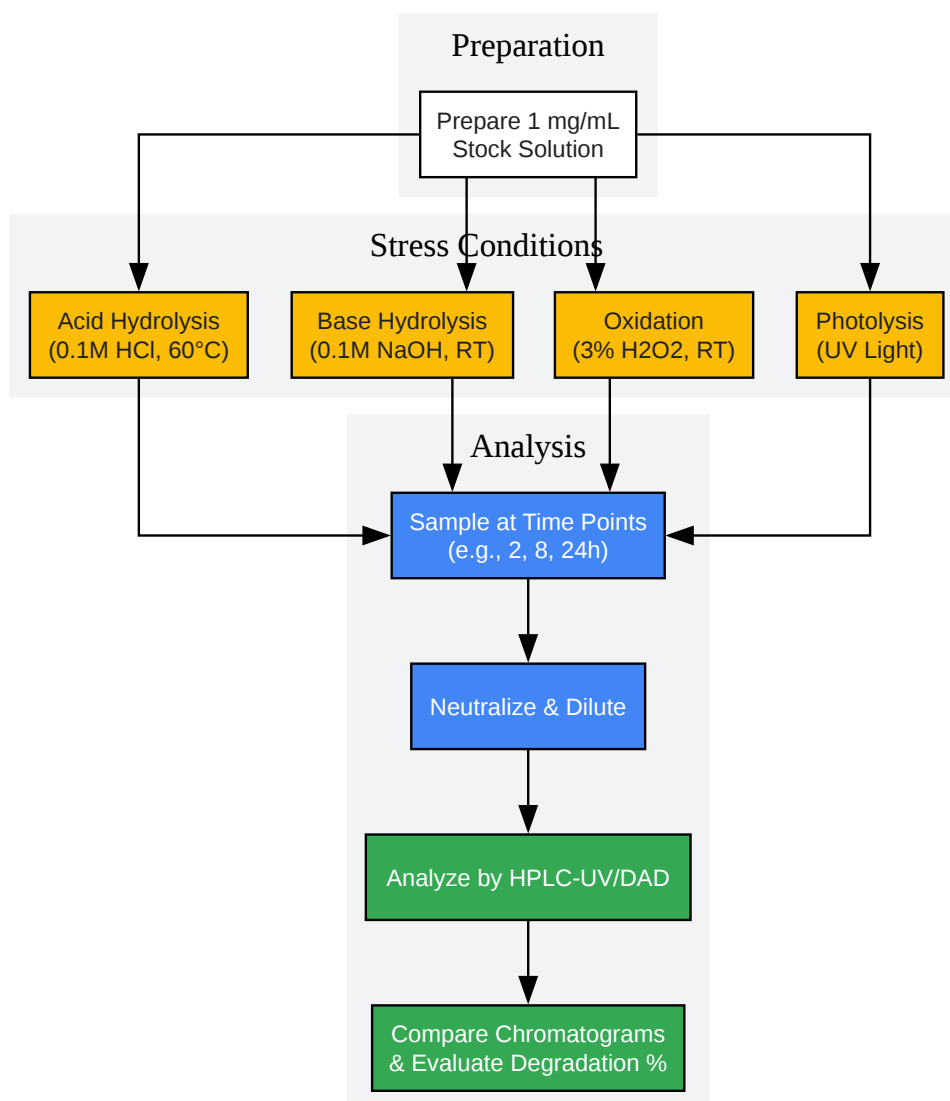 Preparation
Prepare 1 mg/mL
Stock Solution
Stress Conditions
Acid Hydrolysis
(0.1M HCl, 60°C)
Base Hydrolysis
(0.1M NaOH, RT)
Oxidation
(3% H2O2, RT)
Photolysis
(UV Light)
Analysis
Sample at Time Points
(e.g., 2, 8, 24h)
Neutralize & Dilute
Analyze by HPLC-UV/DAD
Compare Chromatograms
& Evaluate Degradation %